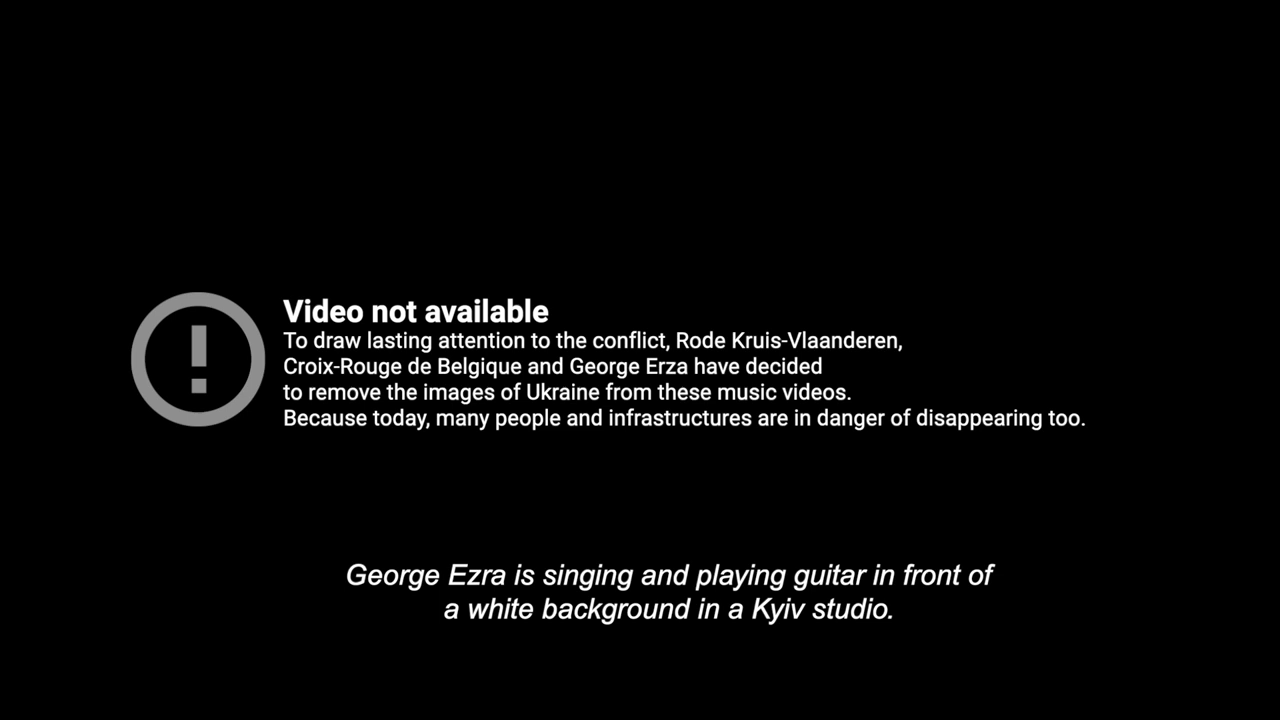 Video not available
To draw lasting attention to the conflict, Rode Kruis-Vlaanderen,
Croix-Rouge de Belgique and George Erza have decided
to remove the images of Ukraine from these music videos.
Because today, many people and infrastructures are in danger of disappearing too.
George Ezra is singing and playing guitar in front of
a white background in a Kyiv studio.